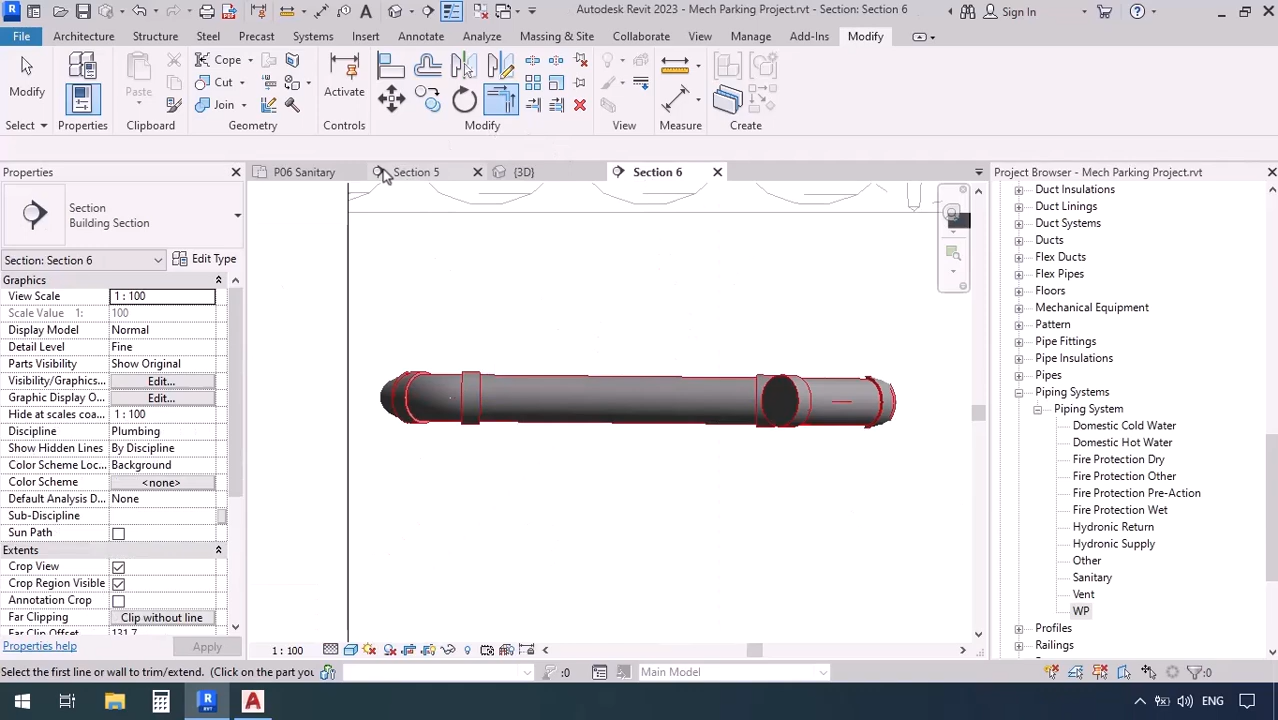 Autodesk Revit 2023 - Mech Parking Project.rvt - Section: Section 6
Sign In
File Architecture Structure Steel Precast Systems Insert Annotate Analyze Massing & Site Collaborate View Manage Add-Ins Modify
Modify Paste Cope Cut Join Activate
Select Properties Clipboard Geometry Controls Modify View Measure Create
Properties
P06 Sanitary Section 5 {3D} Section 6
Project Browser - Mech Parking Project.rvt
Section
Building Section
Section: Section 6 Edit Type
Graphics
View Scale 1 : 100
Scale Value 1: 100
Display Model Normal
Detail Level Fine
Parts Visibility Show Original
Visibility/Graphics... Edit...
Graphic Display O... Edit...
Hide at scales coa... 1 : 100
Discipline Plumbing
Show Hidden Lines By Discipline
Color Scheme Loc... Background
Color Scheme <none>
Default Analysis D... None
Sub-Discipline
Sun Path
Extents
Crop View
Crop Region Visible
Annotation Crop
Far Clipping Clip without line
Far Clip Offset 131.7
Properties help Apply
Duct Insulations
Duct Linings
Duct Systems
Ducts
Flex Ducts
Flex Pipes
Floors
Mechanical Equipment
Pattern
Pipe Fittings
Pipe Insulations
Pipes
Piping Systems
Piping System
Domestic Cold Water
Domestic Hot Water
Fire Protection Dry
Fire Protection Other
Fire Protection Pre-Action
Fire Protection Wet
Hydronic Return
Hydronic Supply
Other
Sanitary
Vent
WP
Profiles
Railings
1 : 100
Select the first line or wall to trim/extend. (Click on the part you :0 Main Model :0
ENG